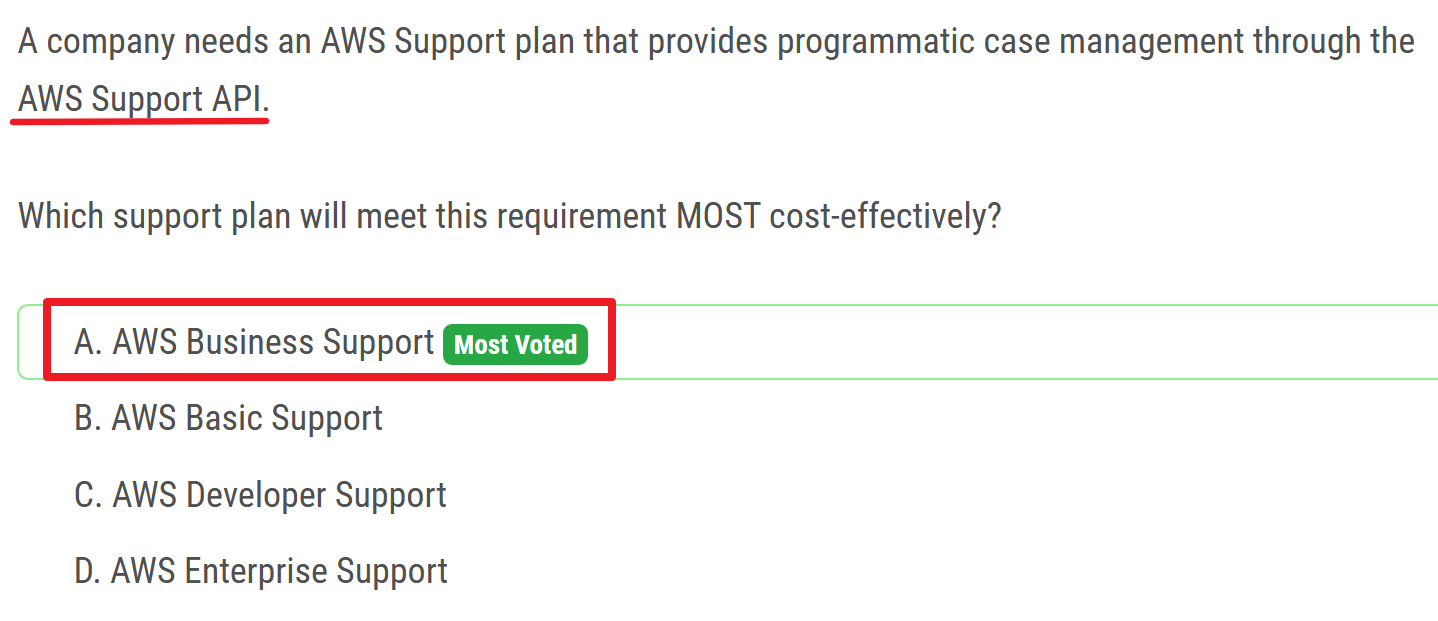 A company needs an AWS Support plan that provides programmatic case management through the
AWS Support API.
Which support plan will meet this requirement MOST cost-effectively?
A. AWS Business Support Most Voted
B. AWS Basic Support
C. AWS Developer Support
D. AWS Enterprise Support